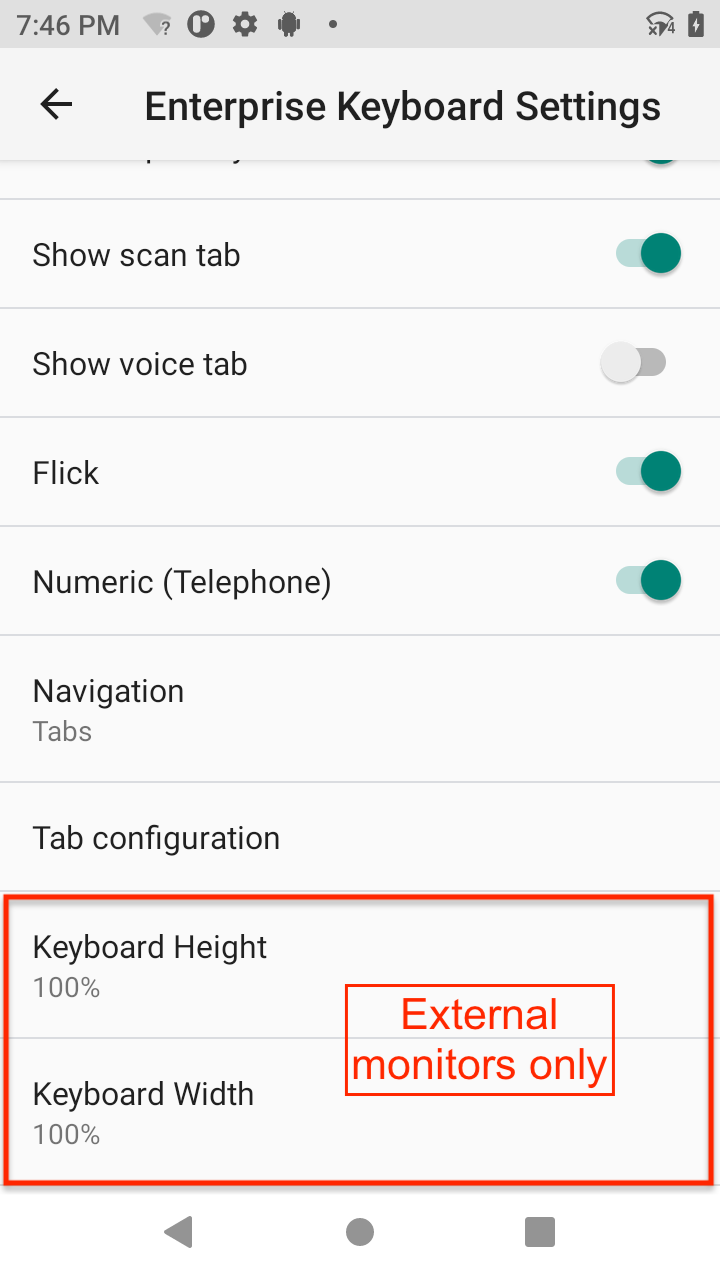 7:46 PM
Enterprise Keyboard Settings
Show scan tab
Show voice tab
Flick
Numeric (Telephone)
Navigation
Tabs
Tab configuration
Keyboard Height
100%
External
monitors only
Keyboard Width
100%